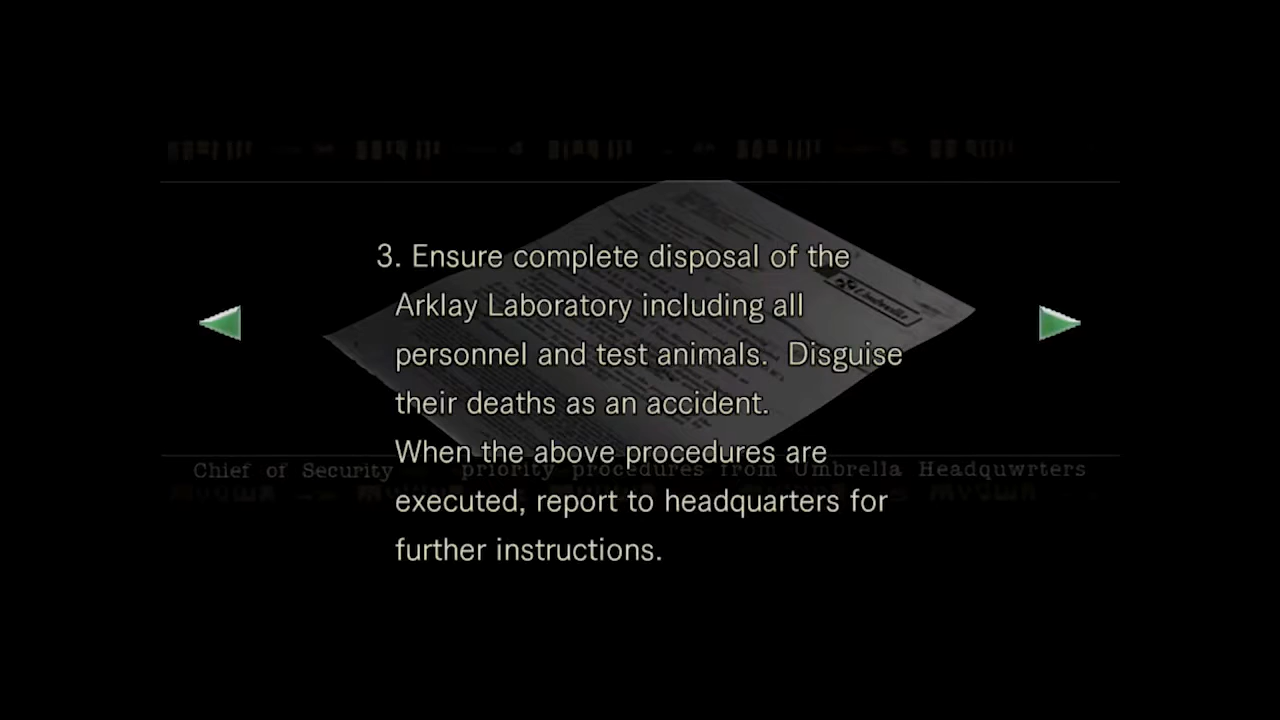 3. Ensure complete disposal of the
Arklay Laboratory including all
personnel and test animals. Disguise
their deaths as an accident.
When the above procedures are
executed, report to headquarters for
further instructions.
Chief of Security priority procedures from Umbrella Headquwrters
Umbrella